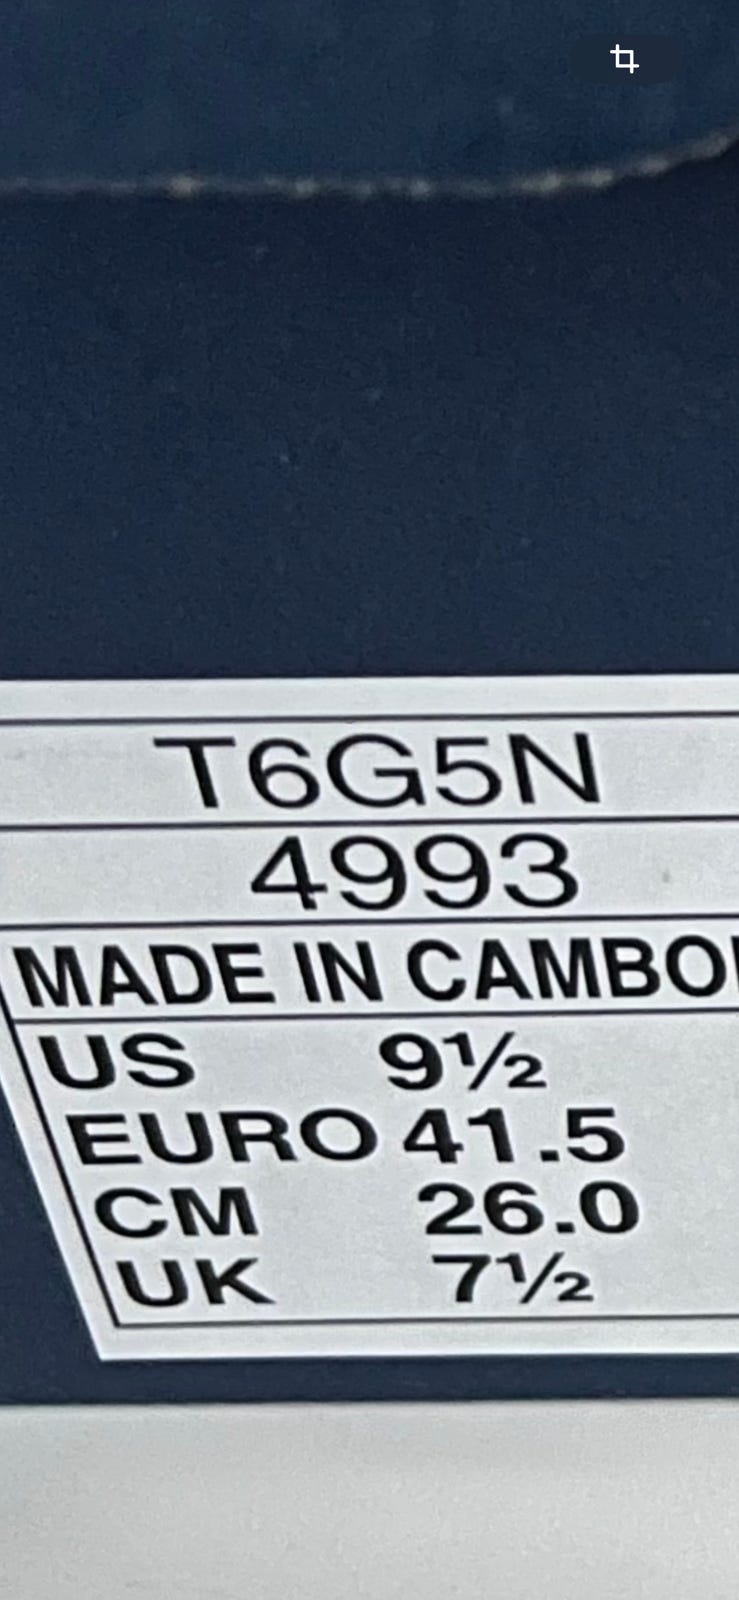 T6G5N
4993
MADE IN CAMBO
US 9½
EURO 41.5
CM 26.0
UK 7½